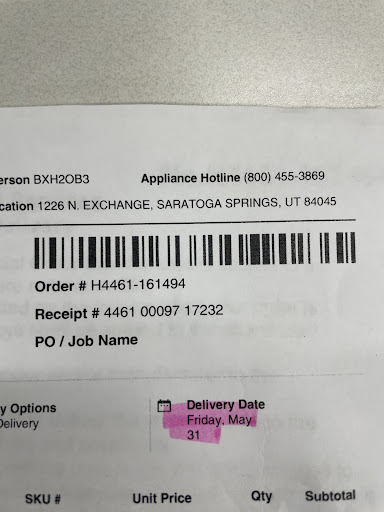 erson BXH2OB3 Appliance Hotline (800) 455-3869
cation 1226 N. EXCHANGE, SARATOGA SPRINGS, UT 84045
Order # H4461-161494
Receipt # 4461 00097 17232
PO / Job Name
y Options
Delivery
Delivery Date
Friday, May
31
SKU # Unit Price Qty Subtotal